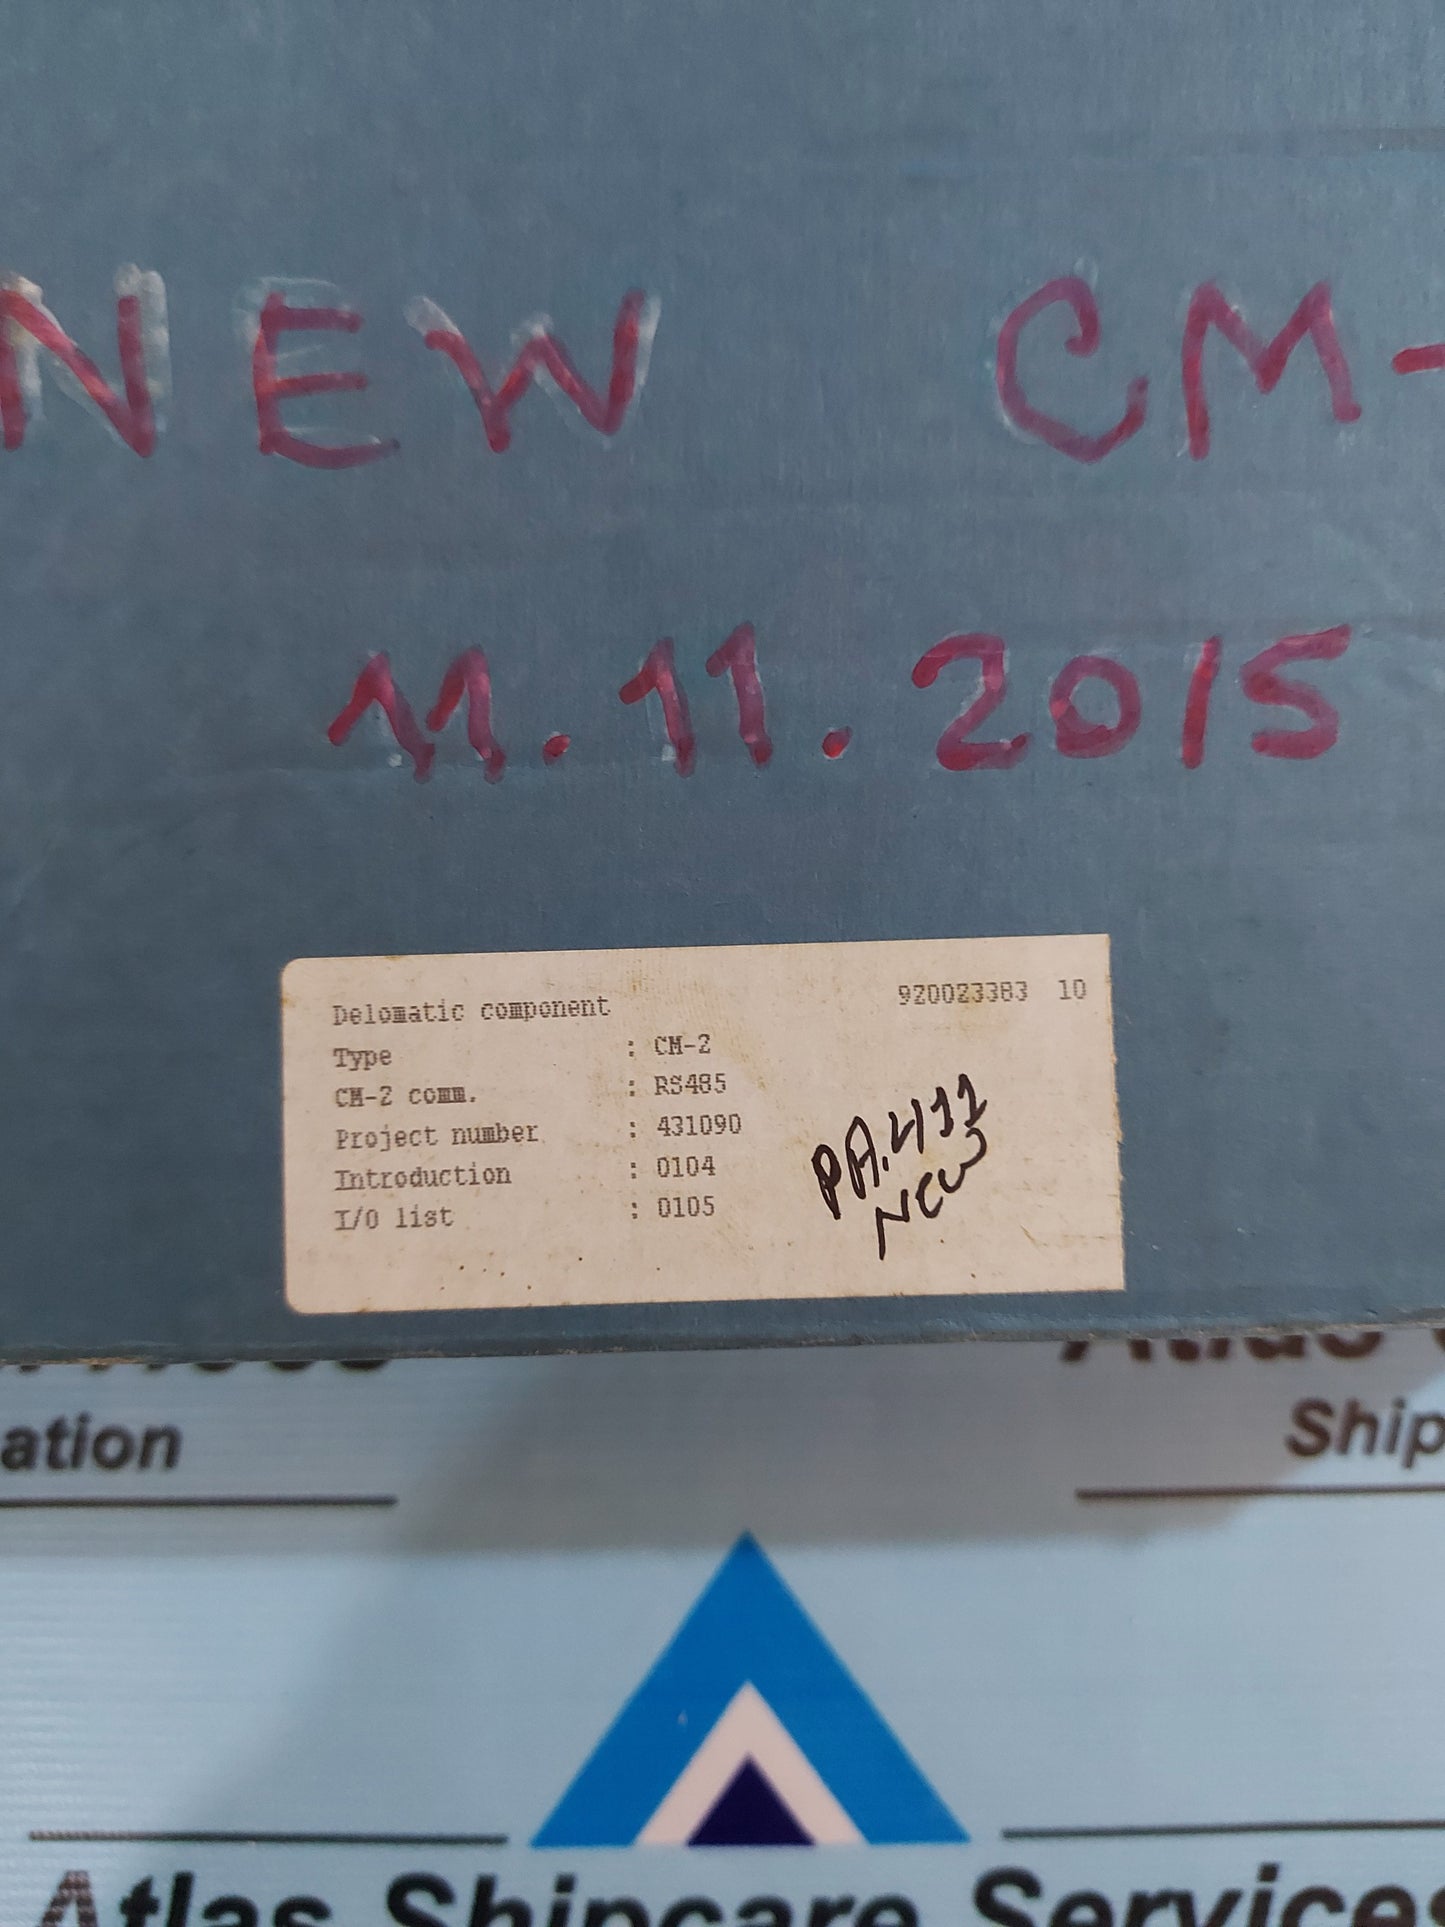 NEW CM-
11.11.2015
Delomatic component 920023383 10
Type : CM-2
CM-2 comm. : RS485
Project number : 431090
Introduction : 0104
I/O list : 0105
PA.411
NEW
Atlas
ation Ship
Atlas Shipcare Services